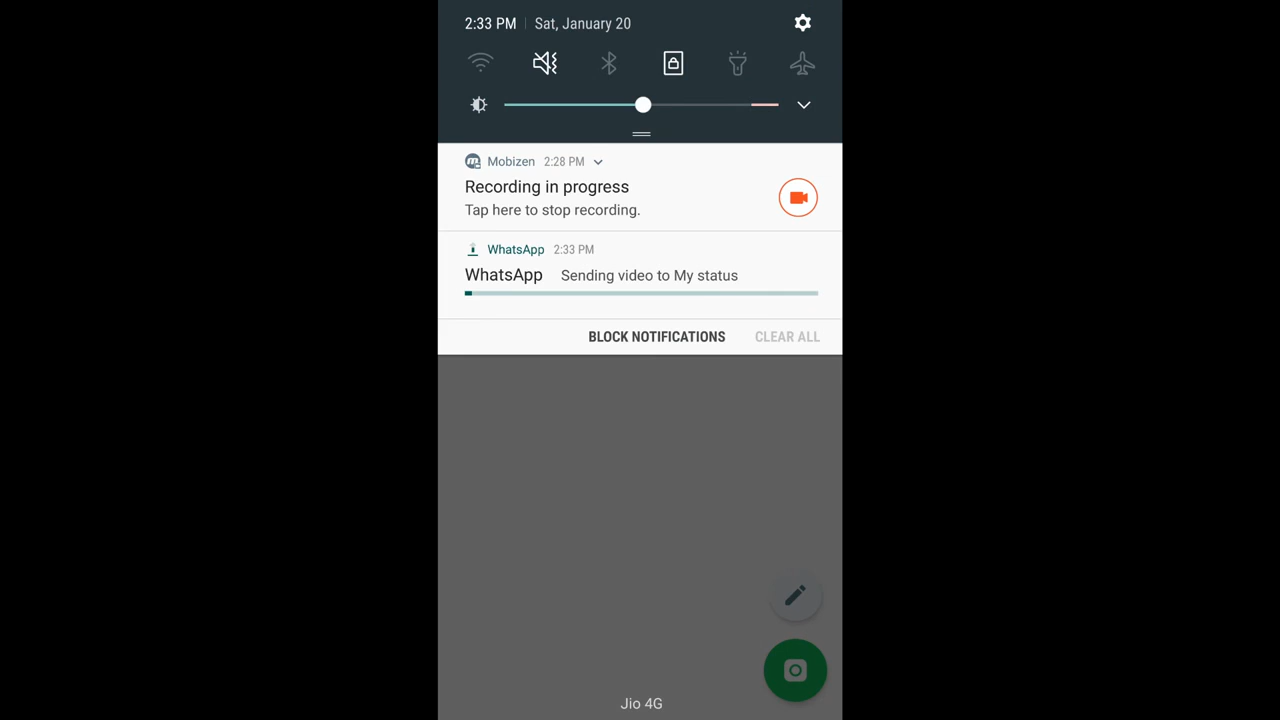 2:33 PM | Sat, January 20
Mobizen 2:28 PM
Recording in progress
Tap here to stop recording.
WhatsApp 2:33 PM
WhatsApp Sending video to My status
BLOCK NOTIFICATIONS CLEAR ALL
Jio 4G